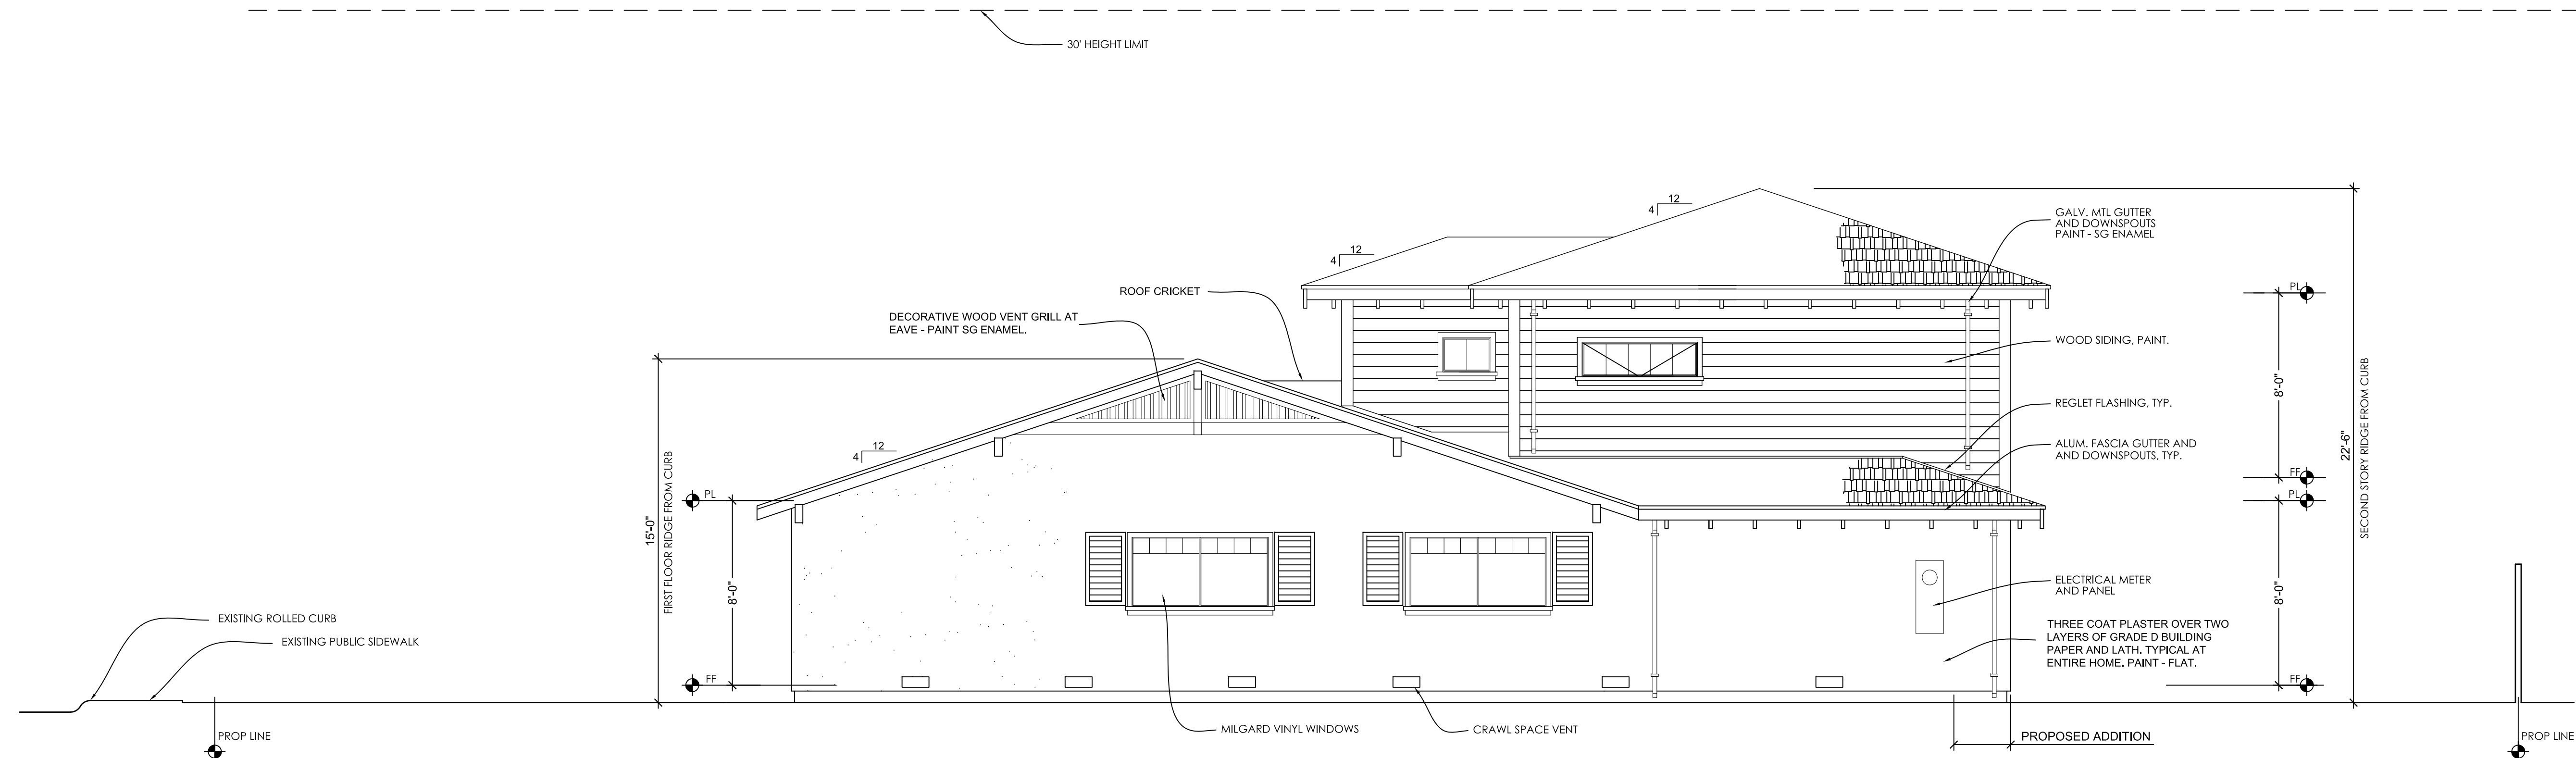 30' HEIGHT LIMIT
12
4
12
4
GALV. MTL GUTTER
AND DOWNSPOUTS
PAINT - SG ENAMEL
ROOF CRICKET
PL
DECORATIVE WOOD VENT GRILL AT
EAVE - PAINT SG ENAMEL.
WOOD SIDING, PAINT.
8'-0"
REGLET FLASHING, TYP.
12
4
ALUM. FASCIA GUTTER AND
AND DOWNSPOUTS, TYP.
22'-6"
SECOND STORY RIDGE FROM CURB
FF
PL
PL
15'-0"
FIRST FLOOR RIDGE FROM CURB
8'-0"
8'-0"
ELECTRICAL METER
AND PANEL
EXISTING ROLLED CURB
EXISTING PUBLIC SIDEWALK
THREE COAT PLASTER OVER TWO
LAYERS OF GRADE D BUILDING
PAPER AND LATH. TYPICAL AT
ENTIRE HOME. PAINT - FLAT.
FF
FF
MILGARD VINYL WINDOWS
CRAWL SPACE VENT
PROP LINE
PROPOSED ADDITION
PROP LINE